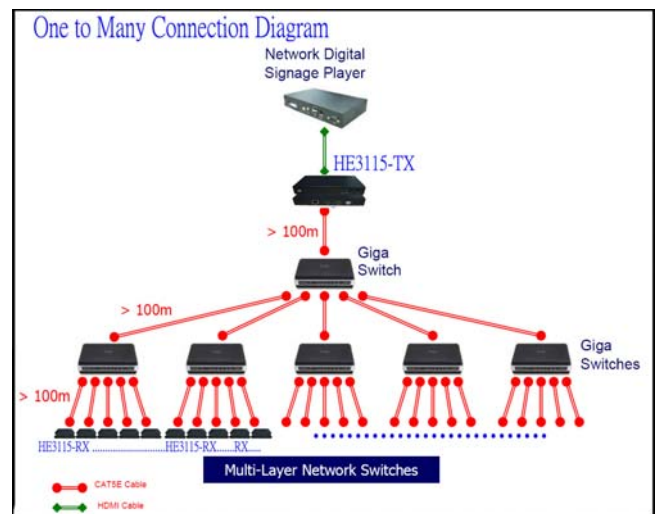 One to Many Connection Diagram
Network Digital
Signage Player
HE3115-TX
> 100m
Giga
Switch
> 100m
Giga
Switches
> 100m
HE3115-RX .........................HE3115-RX.......RX.....
Multi-Layer Network Switches
CAT5E Cable
HDMI Cable